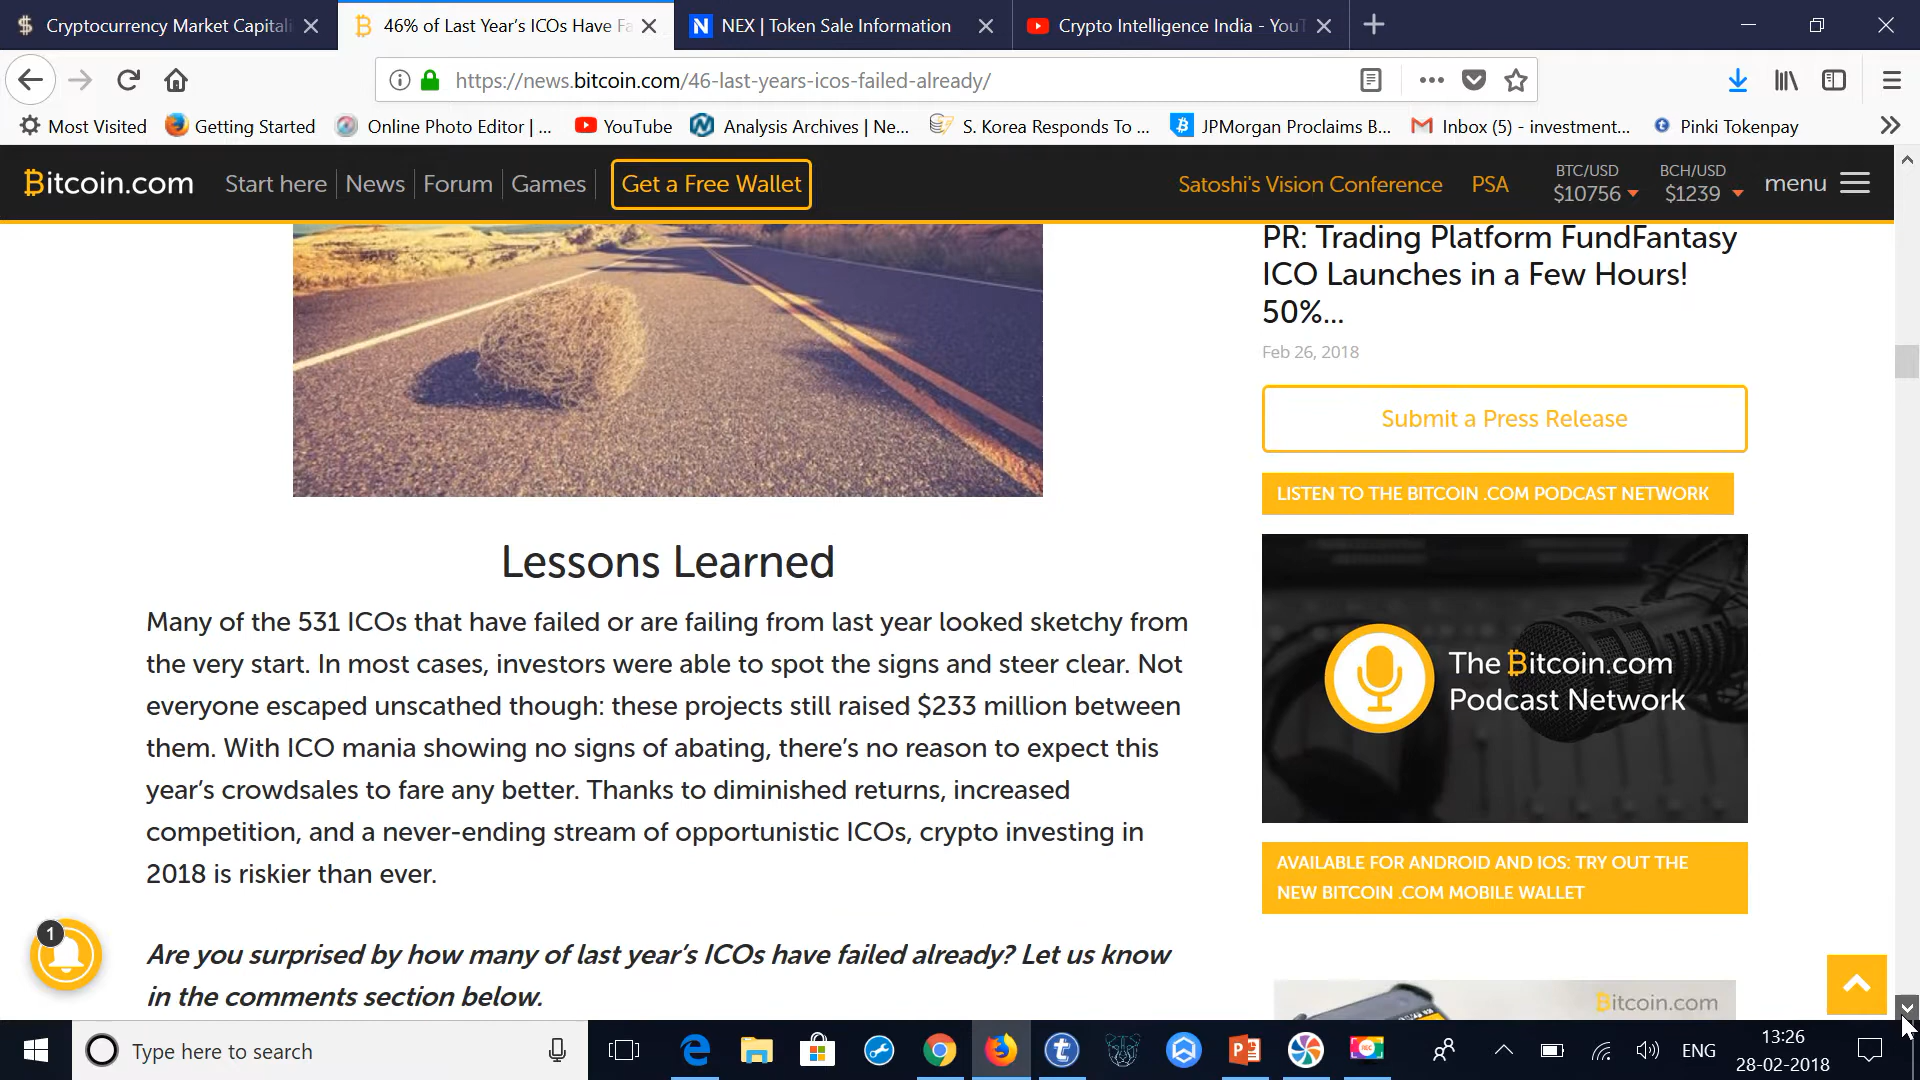 Cryptocurrency Market Capitali
46% of Last Year's ICOs Have Fa
NEX | Token Sale Information
Crypto Intelligence India - YouT
https://news.bitcoin.com/46-last-years-icos-failed-already/
Most Visited
Getting Started
Online Photo Editor | ...
YouTube
Analysis Archives | Ne...
S. Korea Responds To ...
JPMorgan Proclaims B...
Inbox (5) - investment...
Pinki Tokenpay
Bitcoin.com
Start here
News
Forum
Games
Get a Free Wallet
Satoshi's Vision Conference
PSA
BTC/USD
$10756
BCH/USD
$1239
menu
PR: Trading Platform FundFantasy
ICO Launches in a Few Hours!
50%...
Feb 26, 2018
Submit a Press Release
LISTEN TO THE BITCOIN .COM PODCAST NETWORK
The Bitcoin.com
Podcast Network
AVAILABLE FOR ANDROID AND IOS: TRY OUT THE
NEW BITCOIN .COM MOBILE WALLET
Bitcoin.com
Lessons Learned
Many of the 531 ICOs that have failed or are failing from last year looked sketchy from
the very start. In most cases, investors were able to spot the signs and steer clear. Not
everyone escaped unscathed though: these projects still raised $233 million between
them. With ICO mania showing no signs of abating, there's no reason to expect this
year's crowdsales to fare any better. Thanks to diminished returns, increased
competition, and a never-ending stream of opportunistic ICOs, crypto investing in
2018 is riskier than ever.
Are you surprised by how many of last year's ICOs have failed already? Let us know
in the comments section below.
1
Type here to search
ENG
13:26
28-02-2018